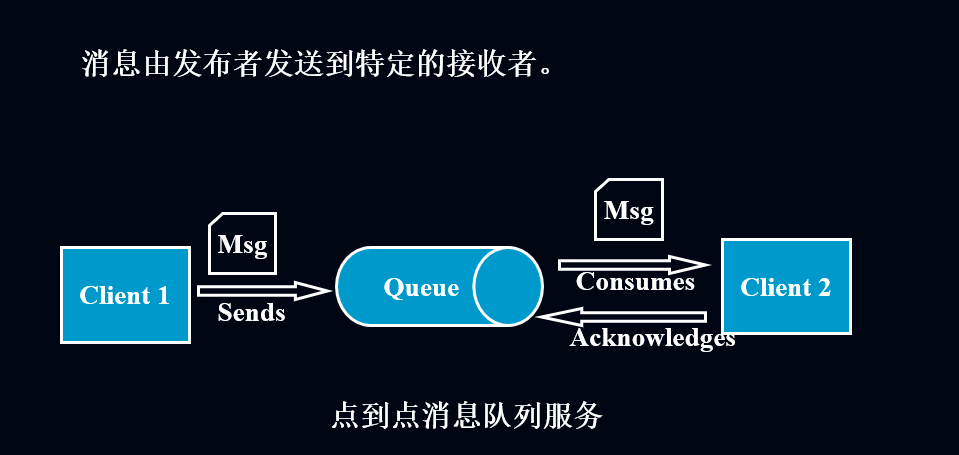 消息由发布者发送到特定的接收者。
Msg
Msg
Client 1
Sends
Queue
Consumes
Acknowledges
Client 2
点到点消息队列服务